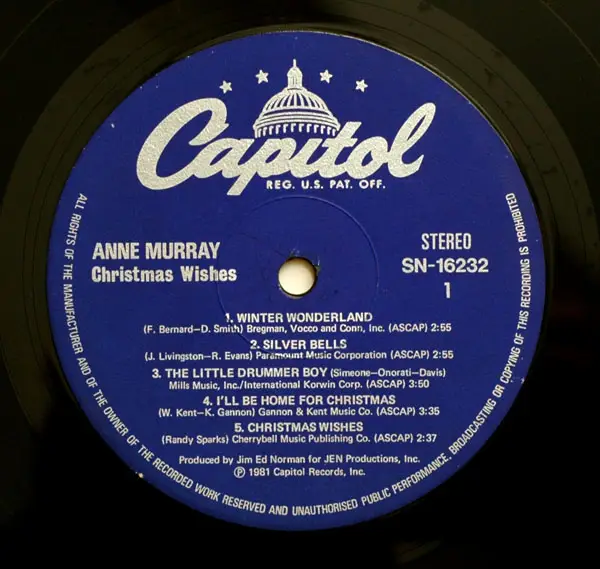 Capitol
REG. U.S. PAT. OFF.
ANNE MURRAY
Christmas Wishes
STEREO
SN-16232
1
1. WINTER WONDERLAND
(F. Bernard-D. Smith) Bregman, Vocco and Conn, Inc. (ASCAP) 2:55
2. SILVER BELLS
(J. Livingston-R. Evans) Paramount Music Corporation (ASCAP) 2:55
3. THE LITTLE DRUMMER BOY (Simeone-Onorati-Davis)
Mills Music, Inc./International Korwin Corp. (ASCAP) 3:50
4. I'LL BE HOME FOR CHRISTMAS
(W. Kent-K. Gannon) Gannon & Kent Music Co. (ASCAP) 3:35
5. CHRISTMAS WISHES
(Randy Sparks) Cherrybell Music Publishing Co. (ASCAP) 2:37
Produced by Jim Ed Norman for JEN Productions, Inc.
℗ 1981 Capitol Records, Inc.
ALL RIGHTS OF THE MANUFACTURER AND OF THE OWNER OF THE RECORDED WORK RESERVED AND UNAUTHORISED PUBLIC PERFORMANCE, BROADCASTING OR COPYING OF THIS RECORDING IS PROHIBITED